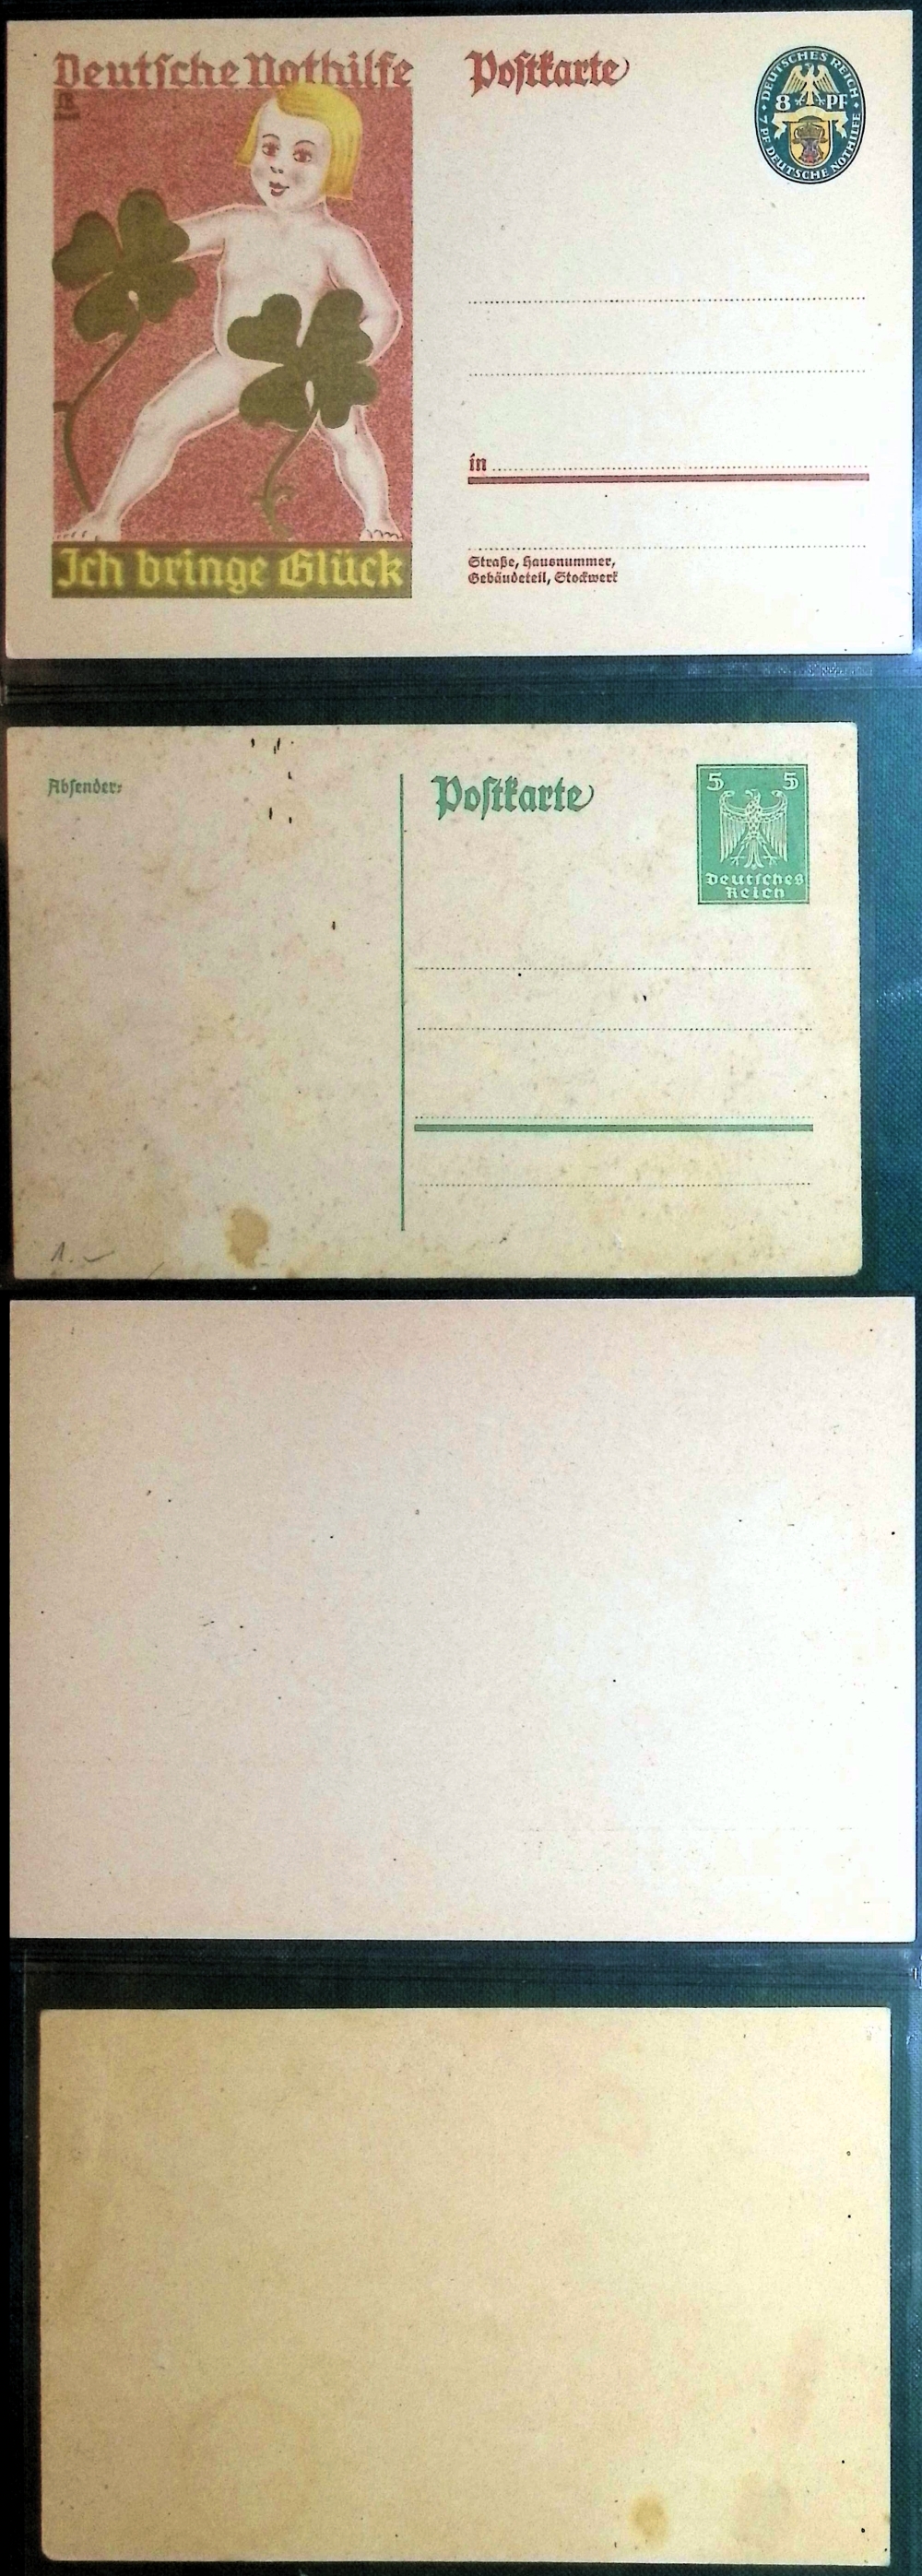 Deutsche Nothilfe
Postkarte
DEUTSCHES REICH
8 PF
7 PF DEUTSCHE NOTHILFE
in
Straße, Hausnummer,
Gebäudeteil, Stockwerk
Ich bringe Glück
Absender:
Postkarte
5 5
Deutsches
Reich
1.-